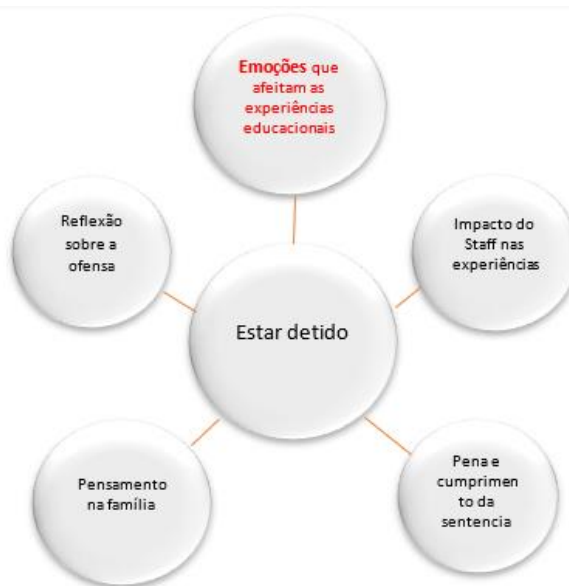 Emoções que
afeitam as
experiências
educacionais
Reflexão
sobre a
ofensa
Impacto do
Staff nas
experiências
Estar detido
Pensamento
na família
Pena e
cumprimen
to da
sentencia